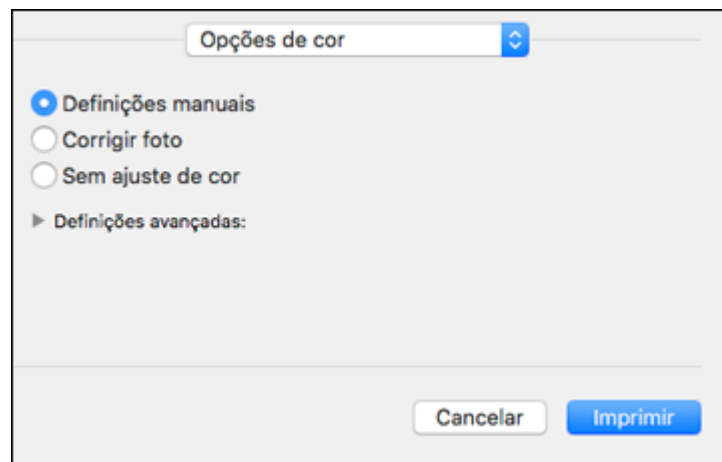 Opções de cor
Definições manuais
Corrigir foto
Sem ajuste de cor
Definições avançadas:
Cancelar Imprimir